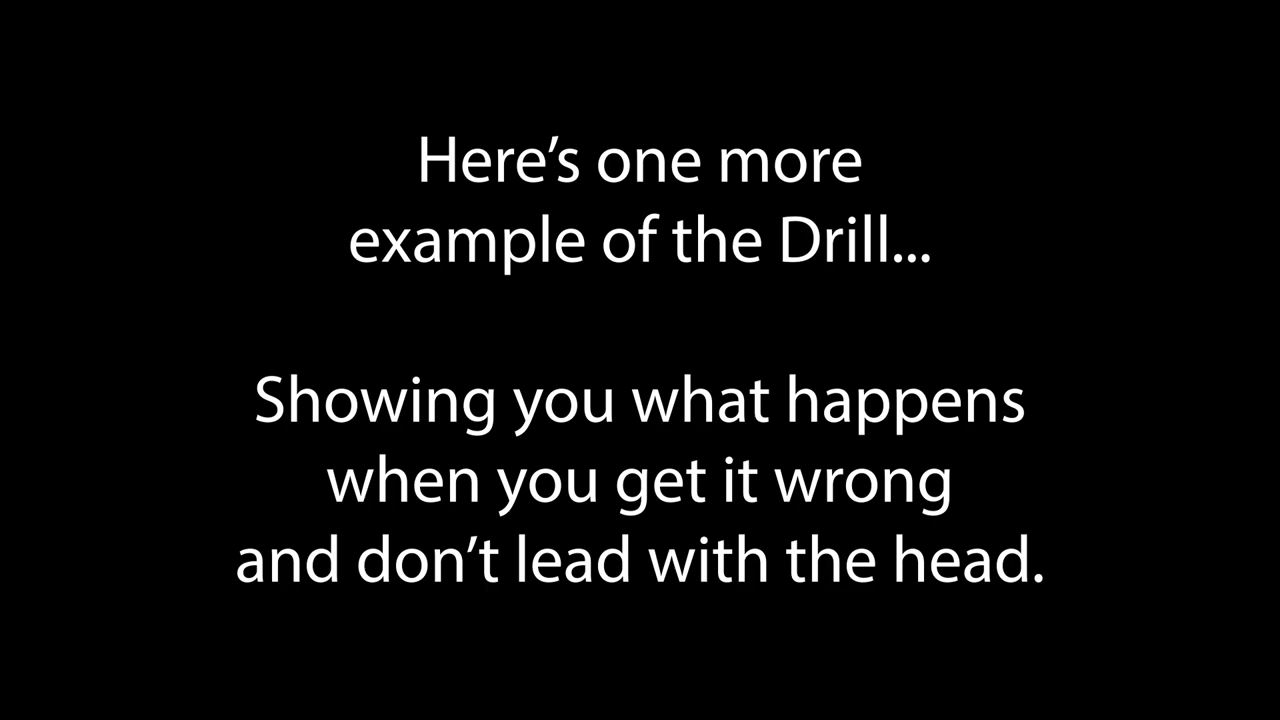 Here’s one more
example of the Drill...
Showing you what happens
when you get it wrong
and don’t lead with the head.